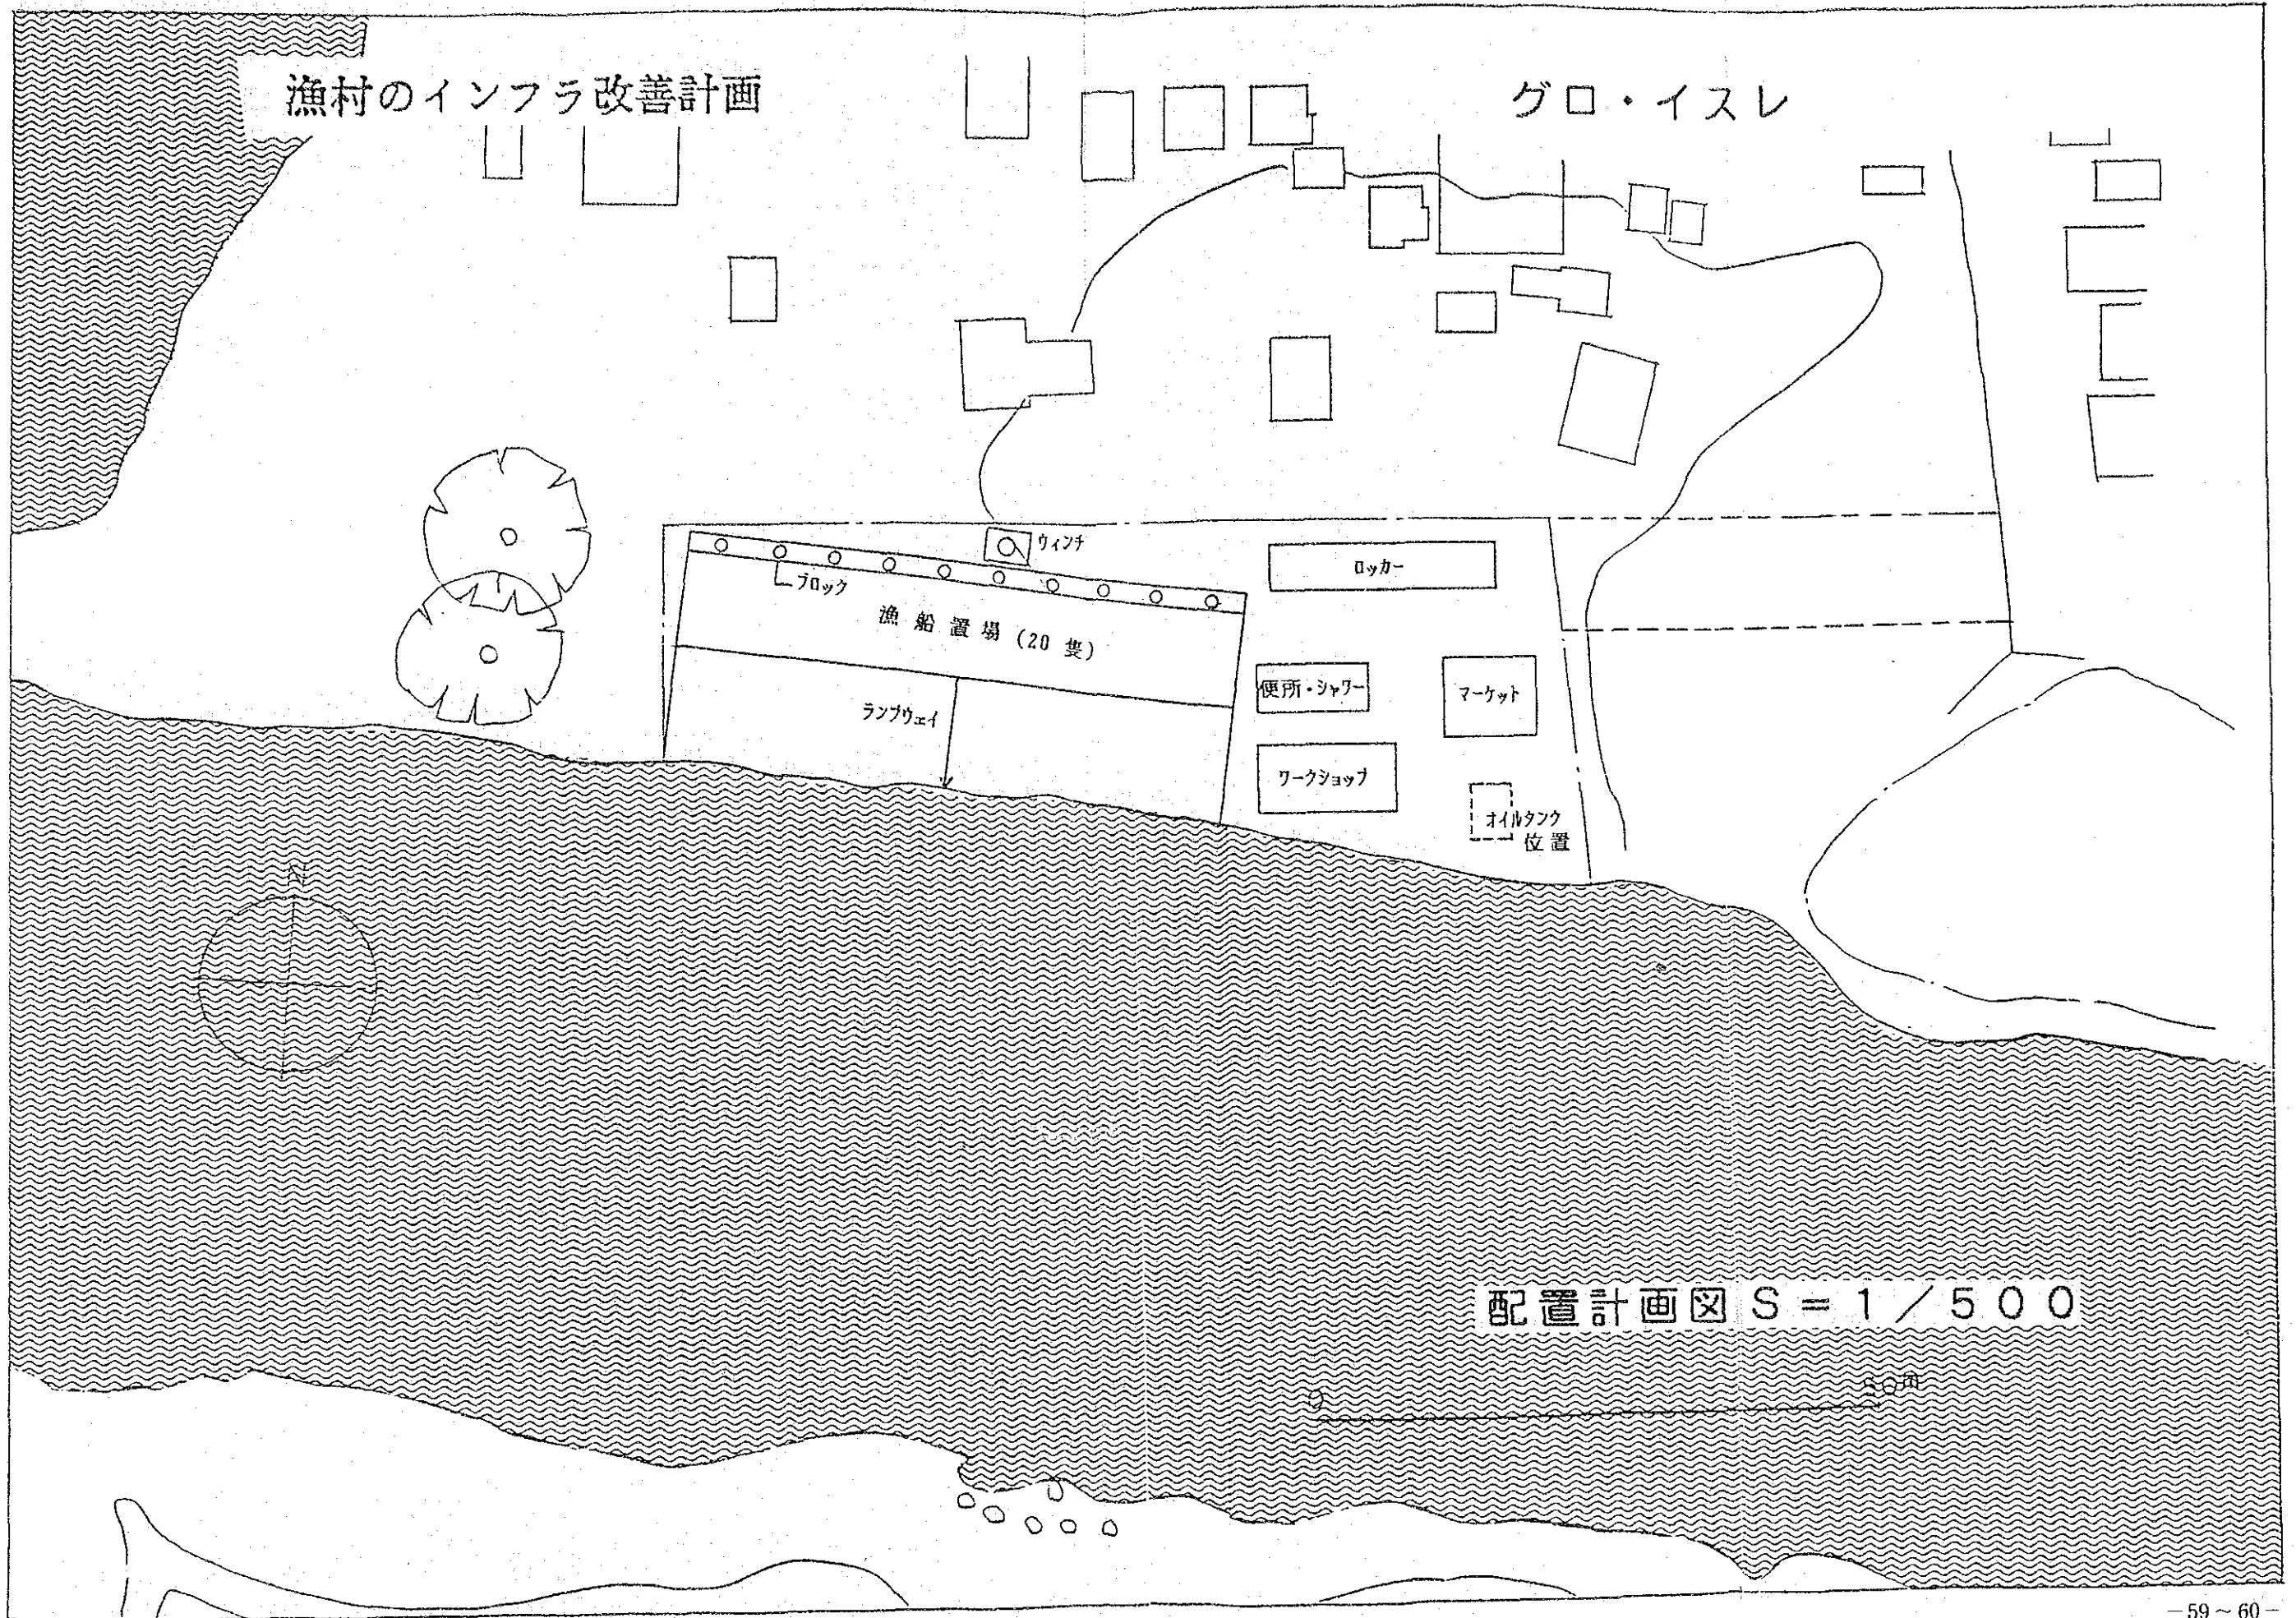 漁村のインフラ改善計画
グロ・イスレ
ウィンチ
ブロック
ロッカー
漁船置場(20 隻)
便所・シャワー
マーケット
ランプウェイ
ワークショップ
オイルタンク
位置
N
配置計画図 S=1/500
0 50m
-59~60-